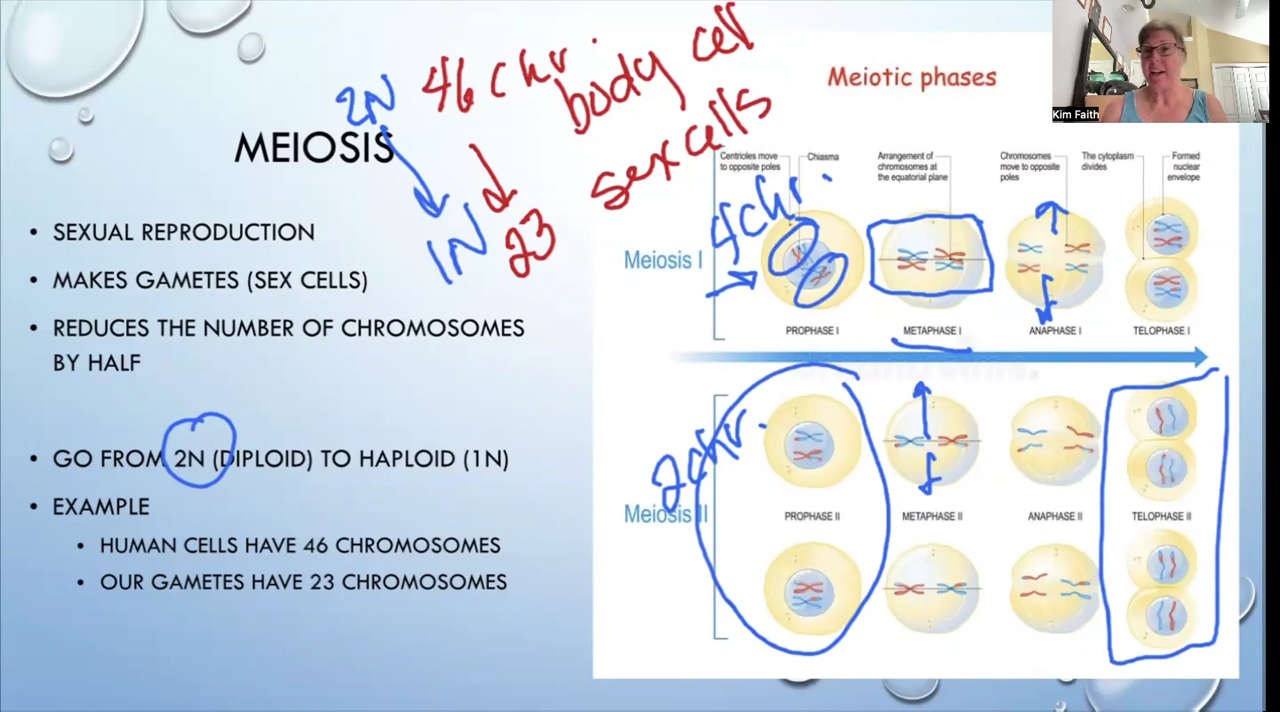 2N 46 chr body cell
1N 23 sex cells
MEIOSIS
SEXUAL REPRODUCTION
MAKES GAMETES (SEX CELLS)
REDUCES THE NUMBER OF CHROMOSOMES
BY HALF
GO FROM 2N (DIPLOID) TO HAPLOID (1N)
EXAMPLE
HUMAN CELLS HAVE 46 CHROMOSOMES
OUR GAMETES HAVE 23 CHROMOSOMES
Meiotic phases
Kim Faith
Centrioles move
to opposite poles
Chiasma
Arrangement of
chromosomes at
the equatorial plane
Chromosomes
move to opposite
poles
The cytoplasm
divides
Formed
nuclear
envelope
4chr.
Meiosis I
PROPHASE I
METAPHASE I
ANAPHASE I
TELOPHASE I
2chr.
Meiosis II
PROPHASE II
METAPHASE II
ANAPHASE II
TELOPHASE II